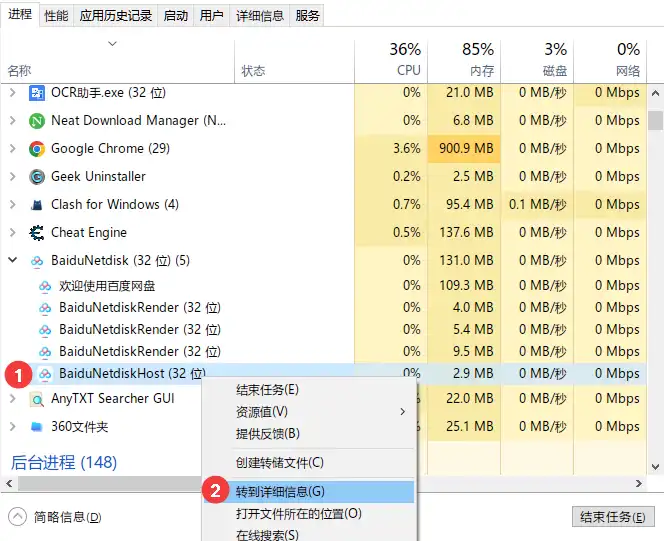 进程 性能 应用历史记录 启动 用户 详细信息 服务
36% 85% 3% 0%
名称 状态 CPU 内存 磁盘 网络
OCR助手.exe (32 位) 0% 21.0 MB 0 MB/秒 0 Mbps
Neat Download Manager (N... 0% 6.8 MB 0 MB/秒 0 Mbps
Google Chrome (29) 3.6% 900.9 MB 0 MB/秒 0 Mbps
Geek Uninstaller 0.2% 2.5 MB 0 MB/秒 0 Mbps
Clash for Windows (4) 0.7% 95.4 MB 0.1 MB/秒 0 Mbps
Cheat Engine 0.5% 137.6 MB 0 MB/秒 0 Mbps
BaiduNetdisk (32 位) (5) 0% 131.0 MB 0 MB/秒 0 Mbps
欢迎使用百度网盘 0% 109.3 MB 0 MB/秒 0 Mbps
BaiduNetdiskRender (32 位) 0% 4.0 MB 0 MB/秒 0 Mbps
BaiduNetdiskRender (32 位) 0% 5.4 MB 0 MB/秒 0 Mbps
BaiduNetdiskRender (32 位) 0% 9.5 MB 0 MB/秒 0 Mbps
1 BaiduNetdiskHost (32 位) 0% 2.9 MB 0 MB/秒 0 Mbps
结束任务(E)
AnyTXT Searcher GUI 22.0 MB 0 MB/秒 0 Mbps
资源值(V)
360文件夹 25.1 MB 0 MB/秒 0 Mbps
提供反馈(B)
后台进程 (148)
创建转储文件(C)
2 转到详细信息(G)
打开文件所在的位置(O)
在线搜索(S)
简略信息(D) 结束任务(E)